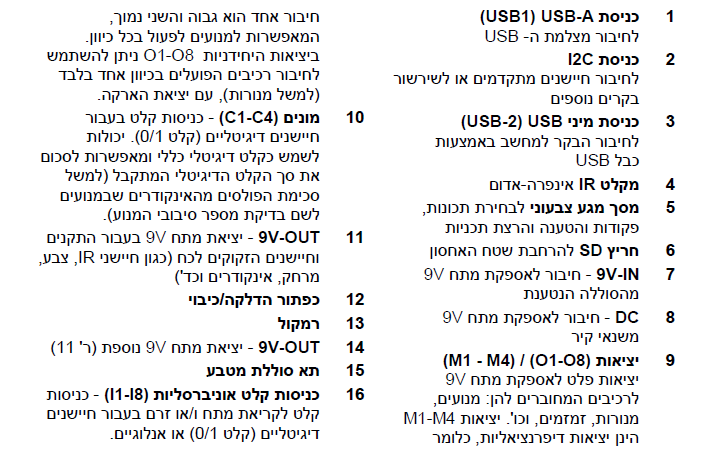 1 כניסת USB-A (USB1)
לחיבור מצלמת ה- USB
2 כניסת I2C
לחיבור חיישנים מתקדמים או לשירשור
בקרים נוספים
3 כניסת מיני USB (USB-2)
לחיבור הבקר למחשב באמצעות
כבל USB
4 מקלט IR אינפרה-אדום
5 מסך מגע צבעוני לבחירת תכונות,
פקודות והטענה והרצת תכניות
6 חריץ SD להרחבת שטח האחסון
7 9V-IN - חיבור לאספקת מתח 9V
מהסוללה הנטענת
8 DC - חיבור לאספקת מתח 9V
משנאי קיר
9 יציאות (O1-O8) / (M1 - M4)
יציאות פלט לאספקת מתח 9V
לרכיבים המחוברים להן: מנועים,
מנורות, זמזמים, וכו'. יציאות M1-M4
הינן יציאות דיפרנציאליות, כלומר
חיבור אחד הוא גבוה והשני נמוך,
המאפשרות למנועים לפעול בכל כיוון.
ביציאות היחידניות O1-O8 ניתן להשתמש
לחיבור רכיבים הפועלים בכיוון אחד בלבד
(למשל מנורות), עם יציאת הארקה.
10 מונים (C1-C4) - כניסות קלט בעבור
חיישנים דיגיטליים (קלט 0/1). יכולות
לשמש כקלט דיגיטלי כללי ומאפשרות לסכום
את סך הקלט הדיגיטלי המתקבל (למשל
סכימת הפולסים מהאינקודרים שבמנועים
לשם בדיקת מספר סיבובי המנוע).
11 9V-OUT - יציאת מתח 9V בעבור התקנים
וחיישנים הזקוקים לכח (כגון חיישני IR, צבע,
מרחק, אינקודרים וכד')
12 כפתור הדלקה/כיבוי
13 רמקול
14 9V-OUT - יציאת מתח 9V נוספת (ר' 11)
15 תא סוללת מטבע
16 כניסות קלט אוניברסליות (I1-I8) - כניסות
קלט לקריאת מתח ו/או זרם בעבור חיישנים
דיגיטליים (קלט 0/1) או אנלוגיים.